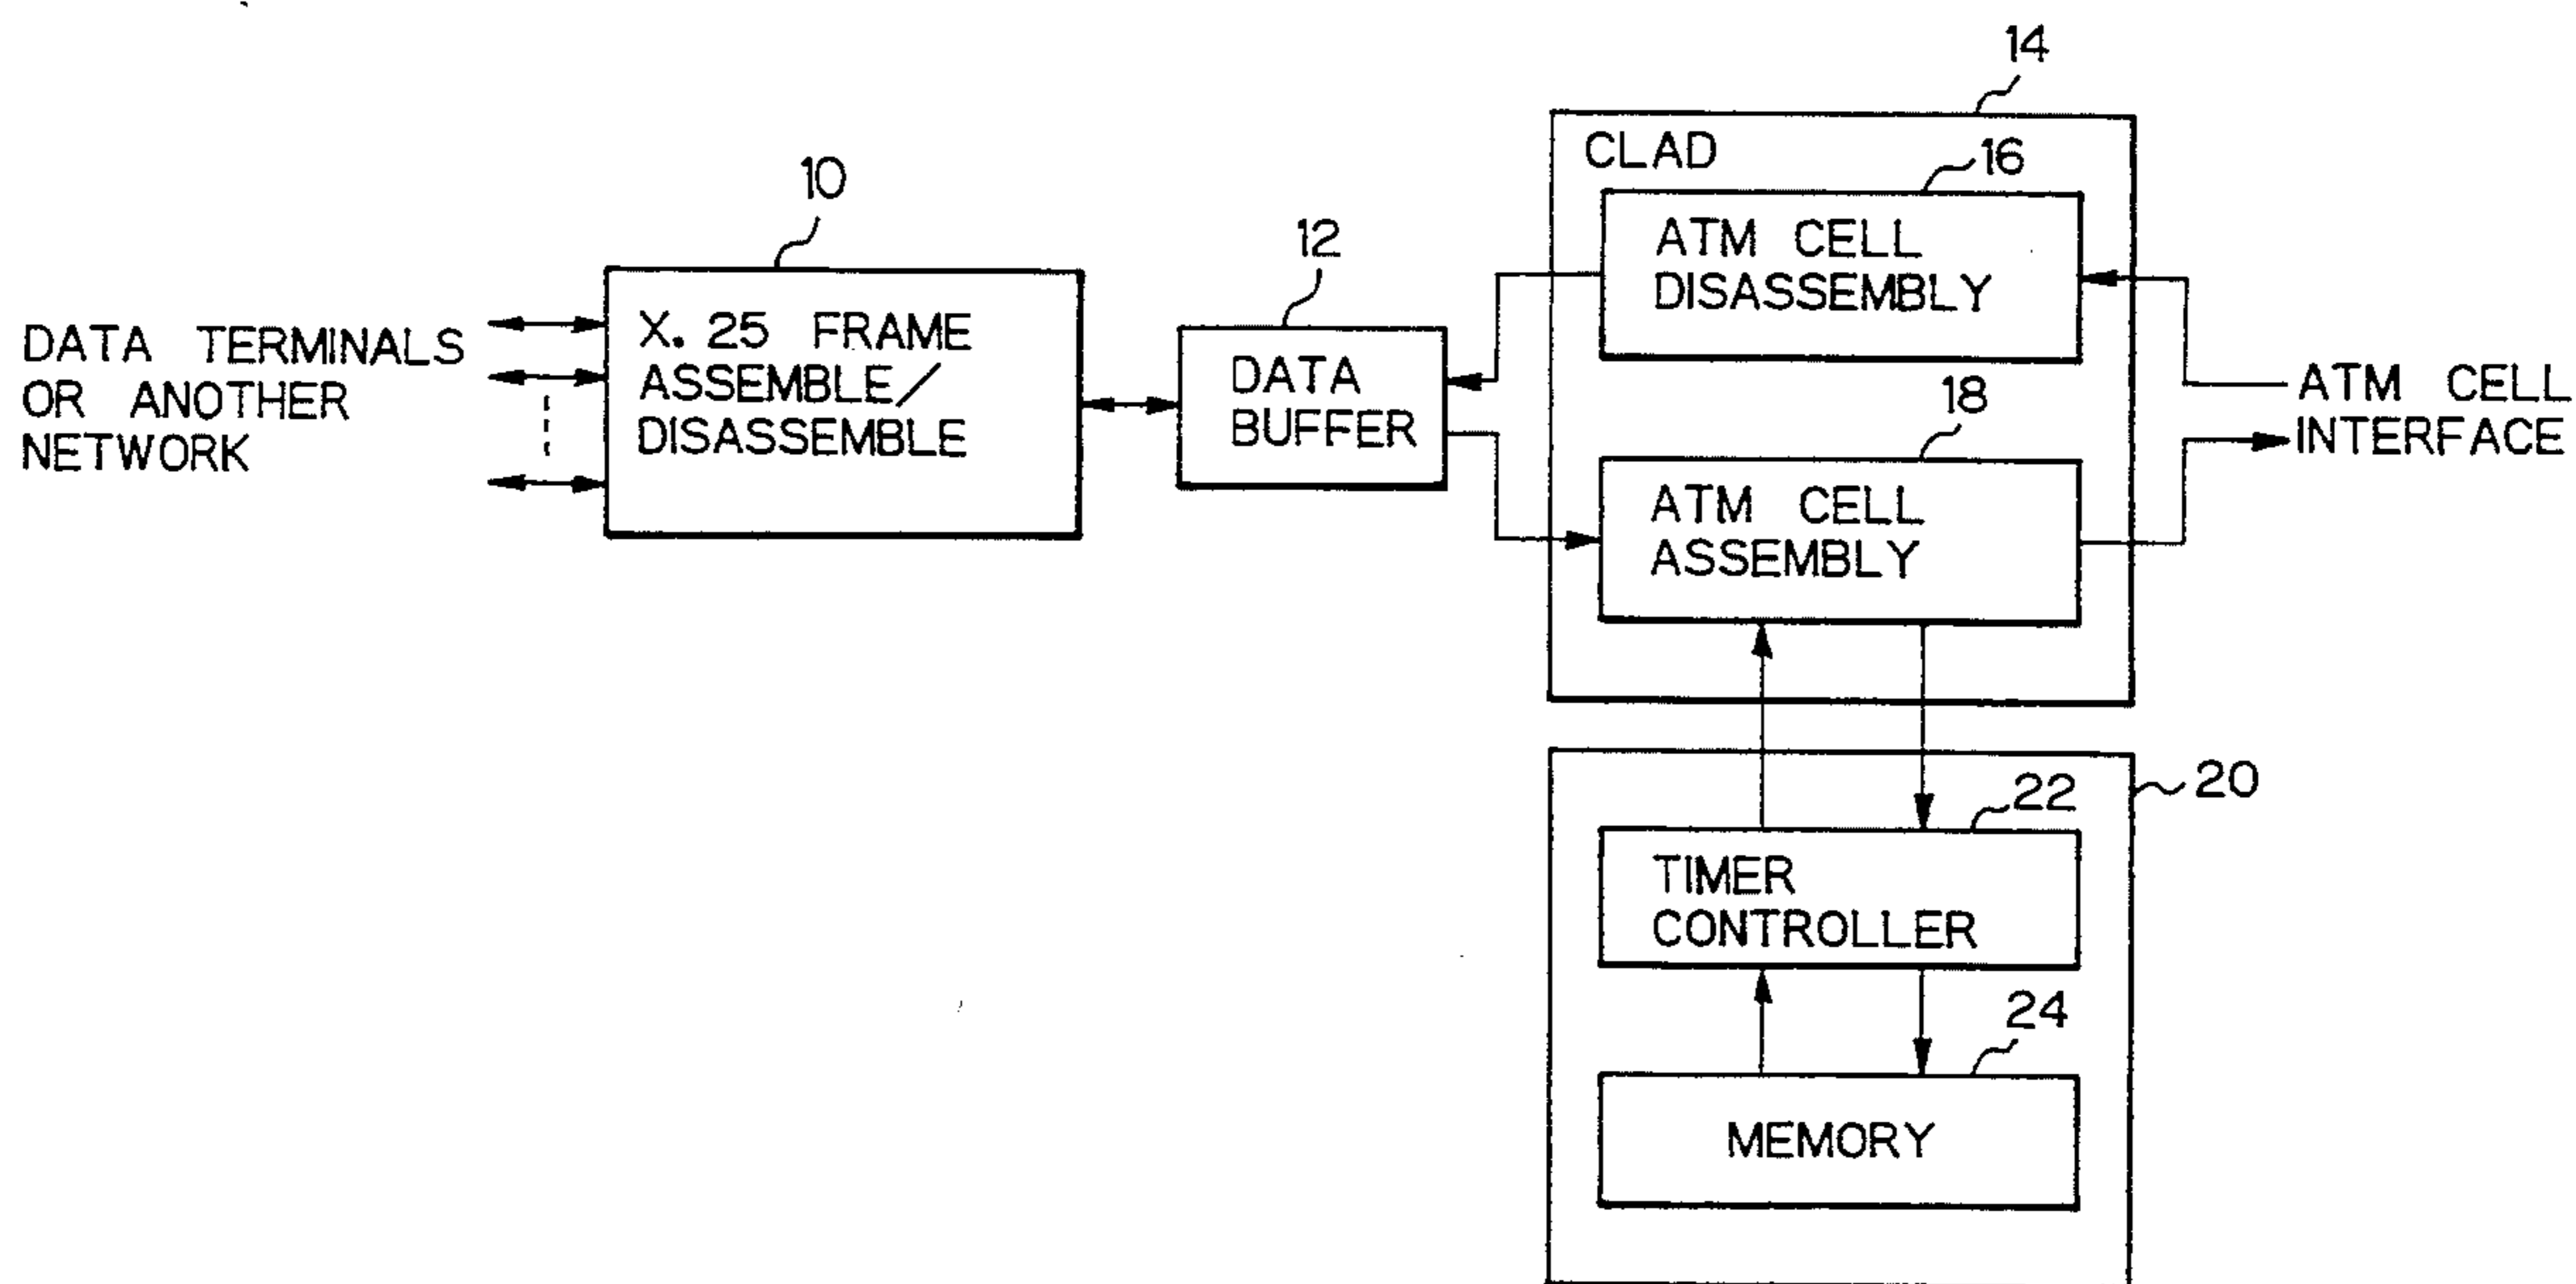 14
CLAD
16
ATM CELL
DISASSEMBLY
10
12
DATA TERMINALS
OR ANOTHER
NETWORK
X. 25 FRAME
ASSEMBLE/
DISASSEMBLE
DATA
BUFFER
18
ATM CELL
ASSEMBLY
ATM CELL
INTERFACE
20
22
TIMER
CONTROLLER
24
MEMORY